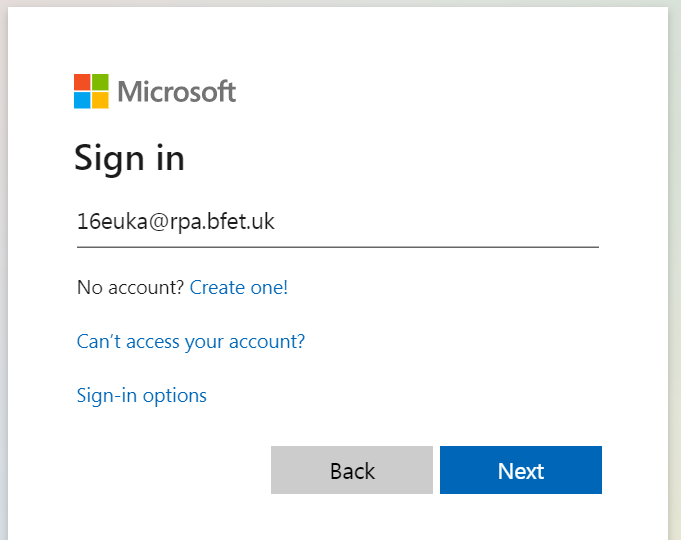 Microsoft
Sign in
16euka@rpa.bfet.uk
No account? Create one!
Can’t access your account?
Sign-in options
Back
Next